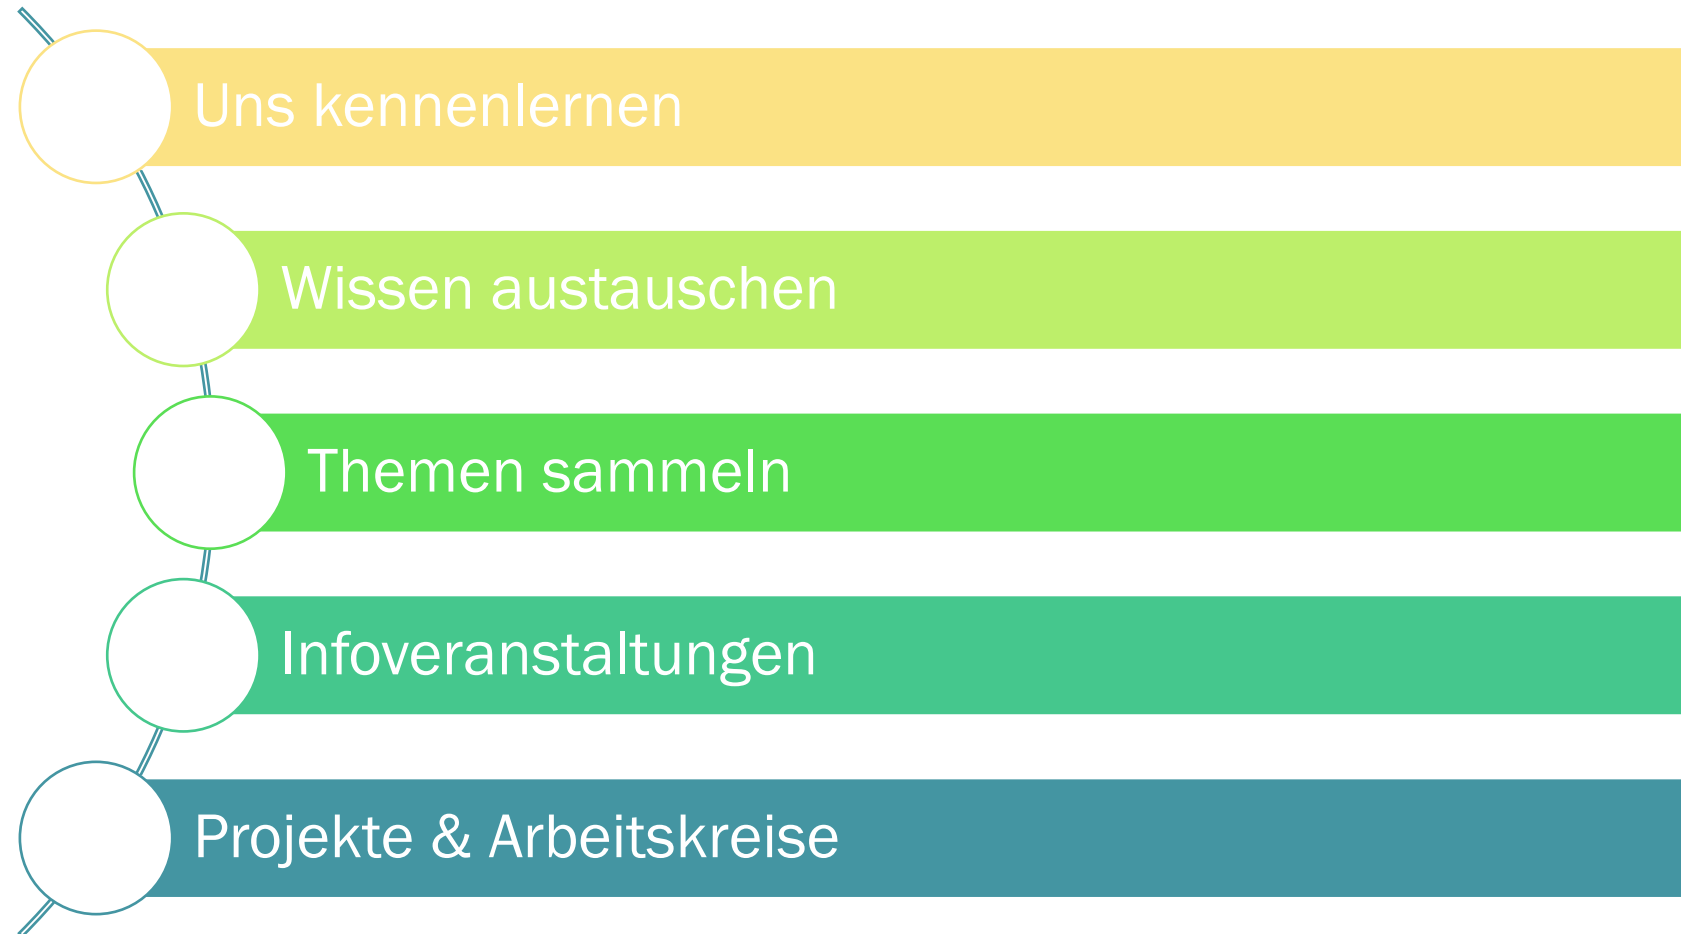 Uns kennenlernen
Wissen austauschen
Themen sammeln
Infoveranstaltungen
Projekte & Arbeitskreise